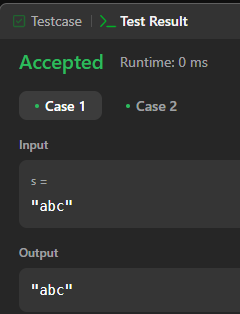 Testcase | Test Result
Accepted Runtime: 0 ms
Case 1 Case 2
Input
s =
"abc"
Output
"abc"